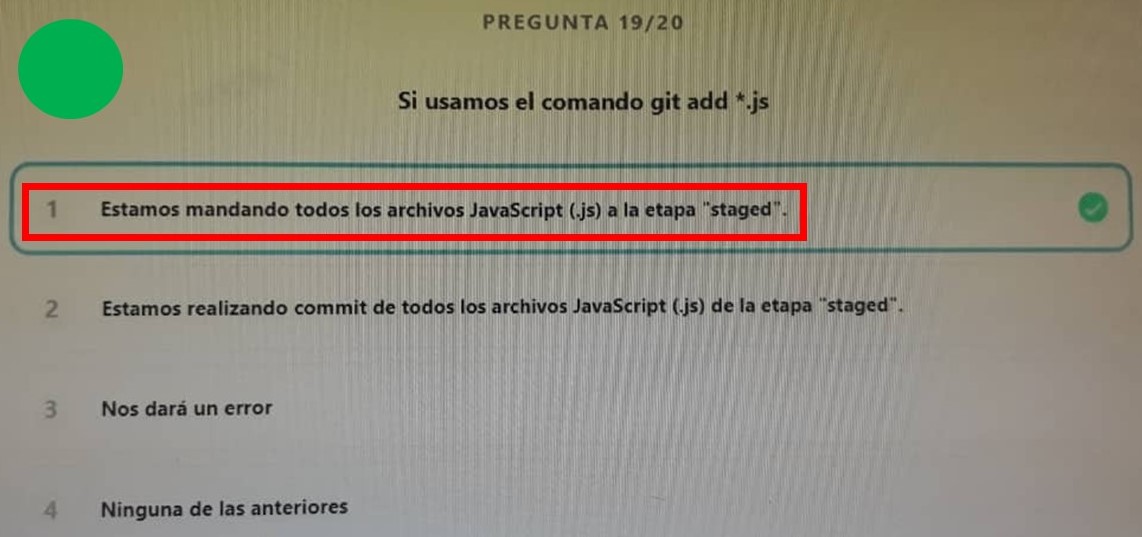 PREGUNTA 19/20
Si usamos el comando git add *.js
1 Estamos mandando todos los archivos JavaScript (.js) a la etapa "staged".
2 Estamos realizando commit de todos los archivos JavaScript (.js) de la etapa "staged".
3 Nos dará un error
4 Ninguna de las anteriores